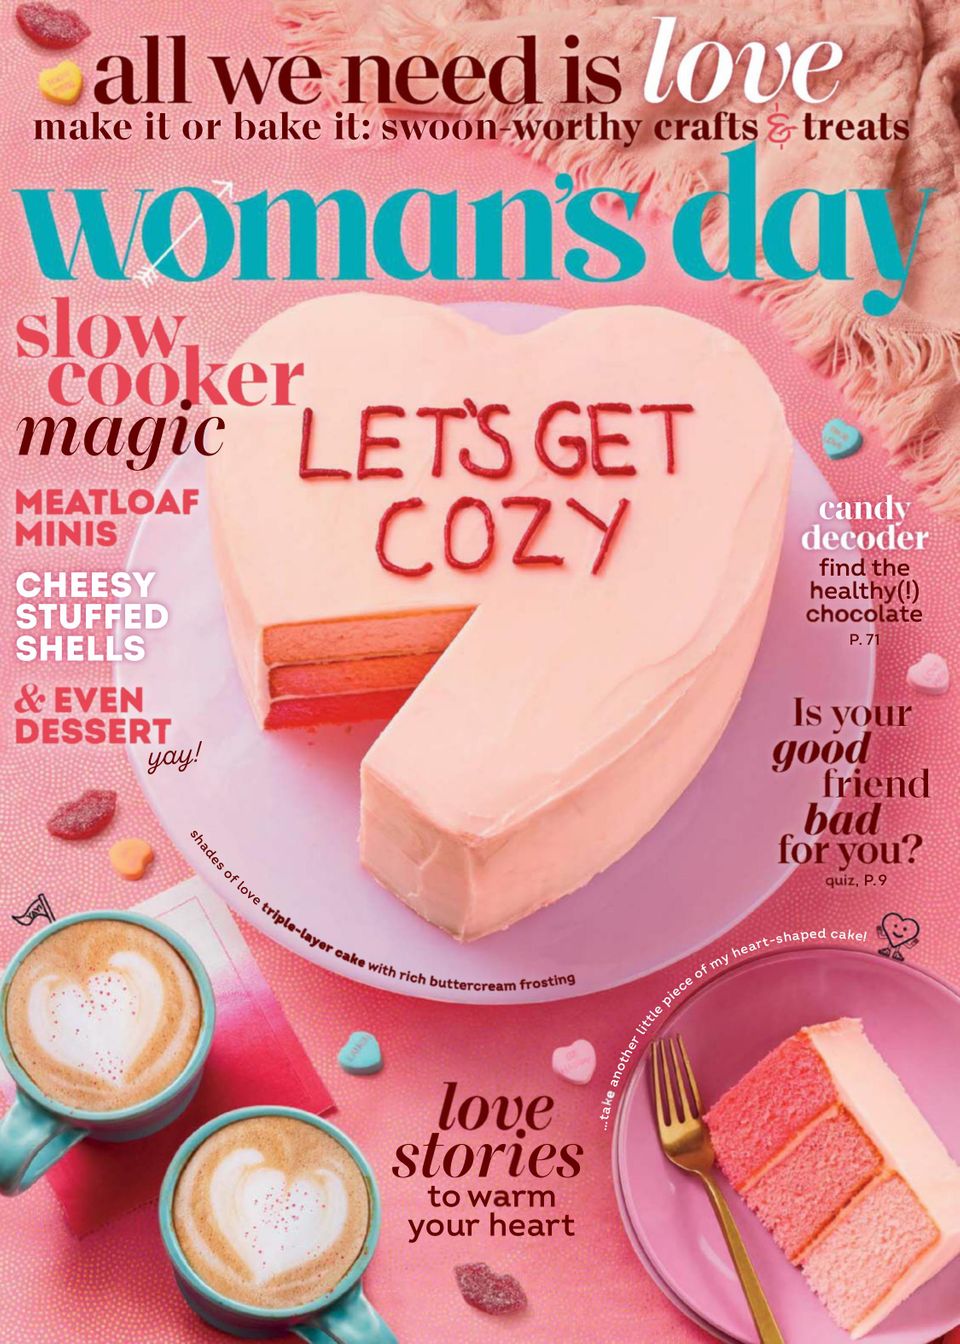 all we need is love
make it or bake it: swoon-worthy crafts & treats
woman's day
slow
cooker
magic
MEATLOAF
MINIS
CHEESY
STUFFED
SHELLS
& EVEN
DESSERT
yay!
LET'S GET
COZY
candy
decoder
find the
healthy(!)
chocolate
P. 71
Is your
good
friend
bad
for you?
quiz, P.9
shades of love triple-layer cake with rich buttercream frosting
...take another little piece of my heart-shaped cake!
YAY!
love
stories
to warm
your heart